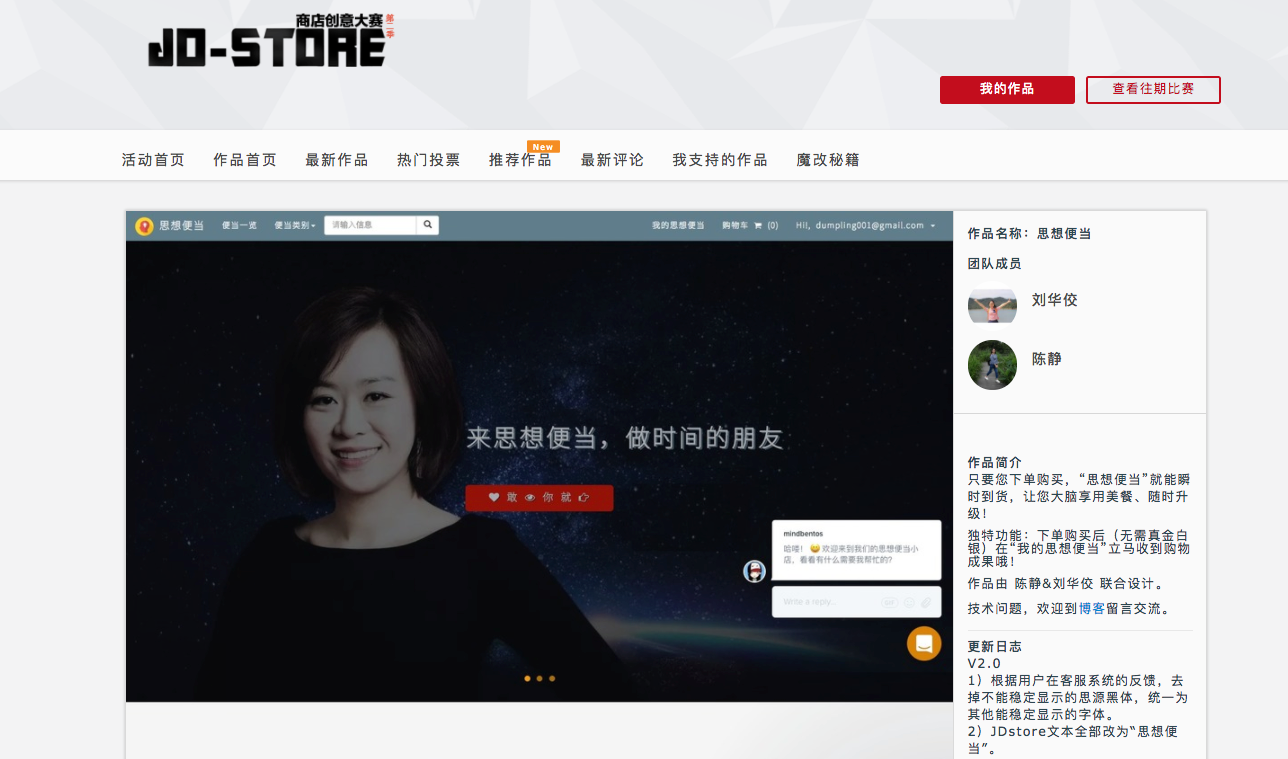 商店创意大赛
第二季
JD-STORE
我的作品
查看往期比赛
活动首页
作品首页
最新作品
热门投票
推荐作品
New
最新评论
我支持的作品
魔改秘籍
思想便当
便当一览
便当类别
请输入信息
我的思想便当
购物车 (0)
Hi!, dumpling001@gmail.com
来思想便当，做时间的朋友
敢 你 就
mindbentos
哈喽！ 😄 欢迎来到我们的思想便当小
店，看看有什么需要我帮忙的？
Write a reply...
GIF
作品名称：思想便当
团队成员
刘华佼
陈静
作品简介
只要您下单购买，“思想便当”就能瞬
时到货，让您大脑享用美餐、随时升
级！
独特功能：下单购买后（无需真金白
银）在“我的思想便当”立马收到购物
成果哦！
作品由 陈静&刘华佼 联合设计。
技术问题，欢迎到博客留言交流。
更新日志
V2.0
1）根据用户在客服系统的反馈，去
掉不能稳定显示的思源黑体，统一为
其他能稳定显示的字体。
2）JDstore文本全部改为“思想便
当”。